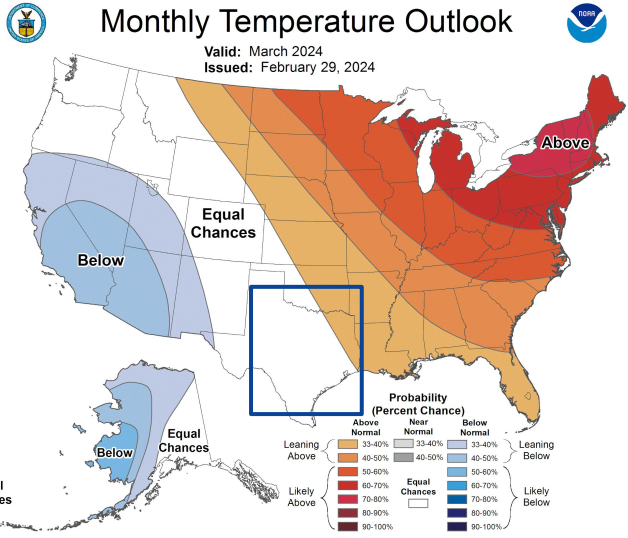 Monthly Temperature Outlook
NOAA
Valid: March 2024
Issued: February 29, 2024
Above
Equal
Chances
Below
Equal
Chances
Below
Probability
(Percent Chance)
Above
Normal
Near
Normal
Below
Normal
Leaning
Above
33-40%
33-40%
33-40%
Leaning
Below
40-50%
40-50%
40-50%
Likely
Above
50-60%
60-70%
70-80%
80-90%
90-100%
Equal
Chances
50-60%
60-70%
70-80%
80-90%
90-100%
Likely
Below
l
es